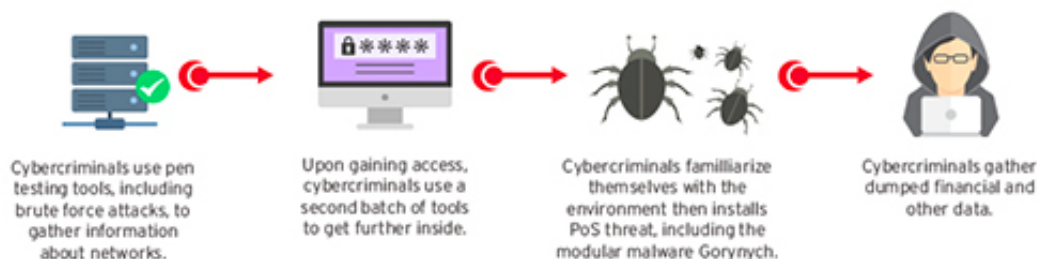 Cybercriminals use pen
testing tools, including
brute force attacks, to
gather information
about networks.
Upon gaining access,
cybercriminals use a
second batch of tools
to get further inside.
Cybercriminals familliarize
themselves with the
environment then installs
PoS threat, including the
modular malware Gorynych.
Cybercriminals gather
dumped financial and
other data.